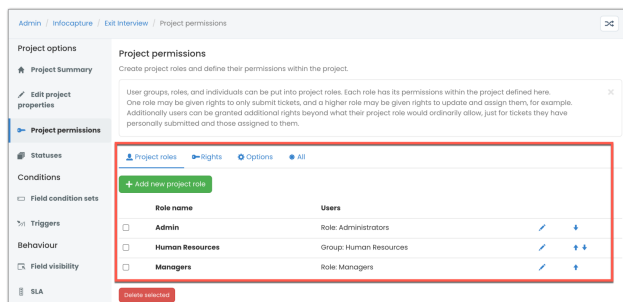 Admin / Infocapture / Exit Interview / Project permissions
Project options
Project Summary
Edit project
properties
Project permissions
Statuses
Conditions
Field condition sets
Triggers
Behaviour
Field visibility
SLA
Project permissions
Create project roles and define their permissions within the project.
User groups, roles, and individuals can be put into project roles. Each role has its permissions within the project defined here.
One role may be given rights to only submit tickets, and a higher role may be given rights to update and assign them, for example.
Additionally users can be granted additional rights beyond what their project role would ordinarily allow, just for tickets they have
personally submitted and those assigned to them.
Project roles Rights Options All
+ Add new project role
Role name Users
Admin Role: Administrators
Human Resources Group: Human Resources
Managers Role: Managers
Delete selected